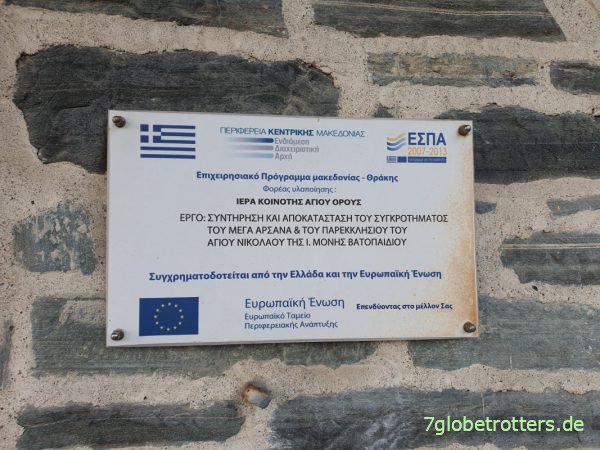 ΠΕΡΙΦΕΡΕΙΑ ΚΕΝΤΡΙΚΗΣ ΜΑΚΕΔΟΝΙΑΣ
Ενδιάμεση
Διαχειριστική
Αρχή
ΕΣΠΑ
2007-2013
Επιχειρησιακό Πρόγραμμα μακεδονίας - Θράκης
Φορέας υλοποίησης :
ΙΕΡΑ ΚΟΙΝΟΤΗΣ ΑΓΙΟΥ ΟΡΟΥΣ
ΕΡΓΟ: ΣΥΝΤΗΡΗΣΗ ΚΑΙ ΑΠΟΚΑΤΑΣΤΑΣΗ ΤΟΥ ΣΥΓΚΡΟΤΗΜΑΤΟΣ
ΤΟΥ ΜΕΓΑ ΑΡΣΑΝΑ & ΤΟΥ ΠΑΡΕΚΚΛΗΣΙΟΥ ΤΟΥ
ΑΓΙΟΥ ΝΙΚΟΛΑΟΥ ΤΗΣ Ι. ΜΟΝΗΣ ΒΑΤΟΠΑΙΔΙΟΥ
Συγχρηματοδοτείται από την Ελλάδα και την Ευρωπαϊκή Ένωση
Ευρωπαϊκή Ένωση
Ευρωπαϊκό Ταμείο
Περιφερειακής Ανάπτυξης
Επενδύοντας στο μέλλον Σας
7globetrotters.de